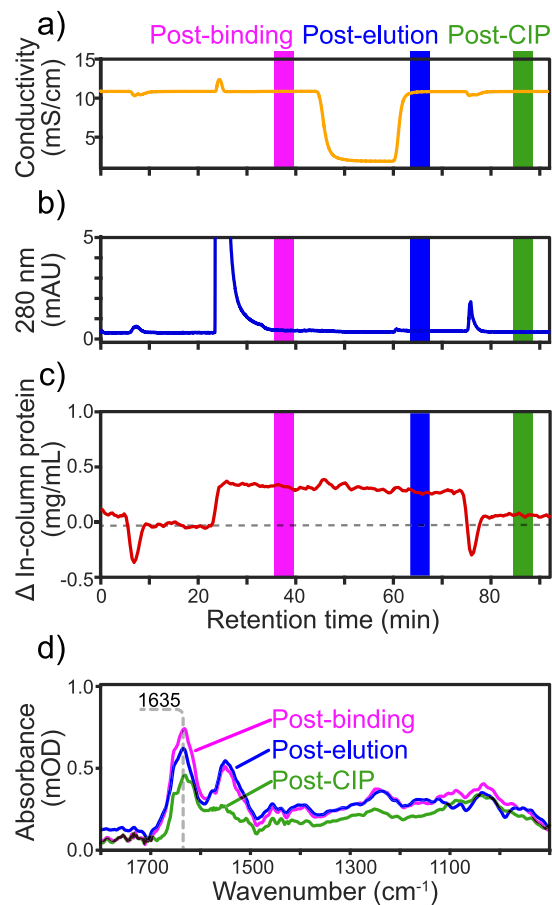 a)
Post-binding Post-elution Post-CIP
15
10
5
Conductivity
(mS/cm)
b)
5
0
280 nm
(mAU)
c)
1.0
0.5
0.0
-0.5
Δ In-column protein
(mg/mL)
0 20 40 60 80
Retention time (min)
d)
1.0
0.0
Absorbance
(mOD)
1635
Post-binding
Post-elution
Post-CIP
1700 1500 1300 1100
Wavenumber (cm⁻¹)